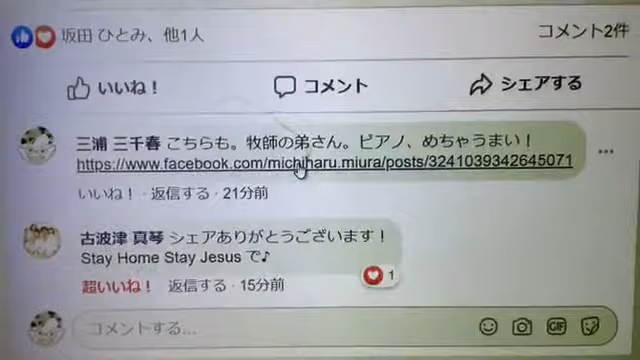 坂田 ひとみ、他1人
コメント2件
いいね！
コメント
シェアする
三浦 三千春 こちらも。牧師の弟さん。ピアノ、めちゃうまい！
https://www.facebook.com/michiharu.miura/posts/3241039342645071
いいね！ · 返信する · 21分前
古波津 真琴 シェアありがとうございます！
Stay Home Stay Jesus で♪
1
超いいね！ 返信する · 15分前
コメントする...
GIF